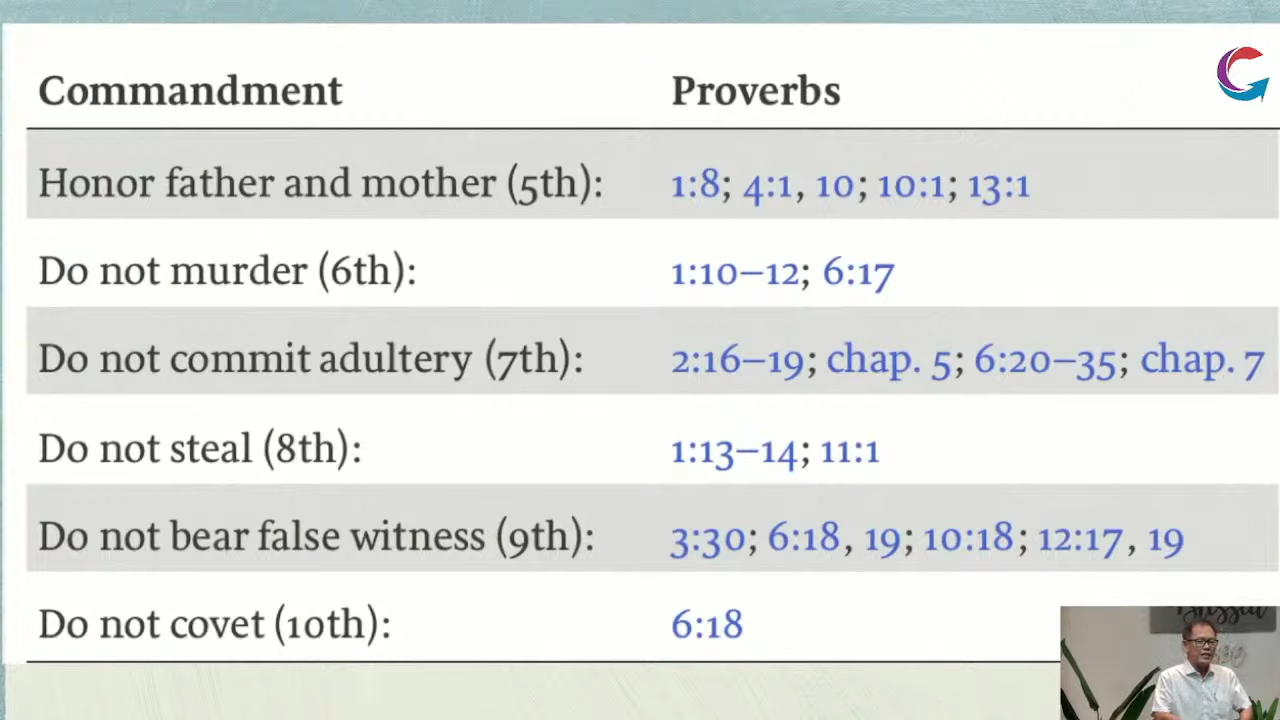 Commandment Proverbs
Honor father and mother (5th): 1:8; 4:1, 10; 10:1; 13:1
Do not murder (6th): 1:10–12; 6:17
Do not commit adultery (7th): 2:16–19; chap. 5; 6:20–35; chap. 7
Do not steal (8th): 1:13–14; 11:1
Do not bear false witness (9th): 3:30; 6:18, 19; 10:18; 12:17, 19
Do not covet (10th): 6:18